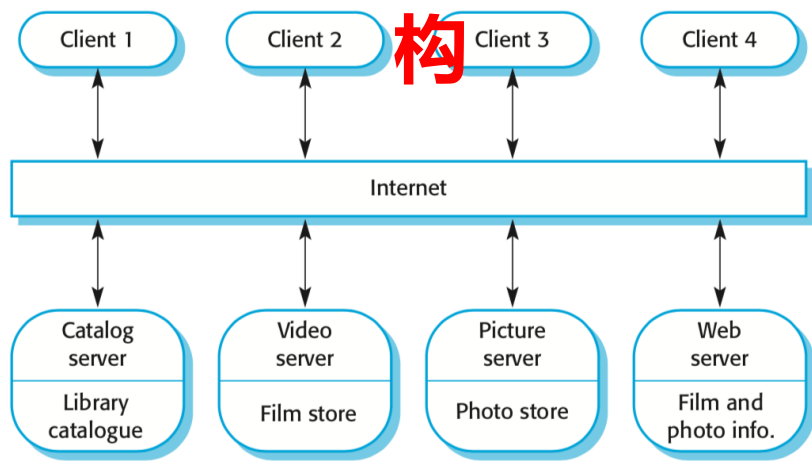 Client 1
Client 2
构
Client 3
Client 4
Internet
Catalog
server
Library
catalogue
Video
server
Film store
Picture
server
Photo store
Web
server
Film and
photo info.